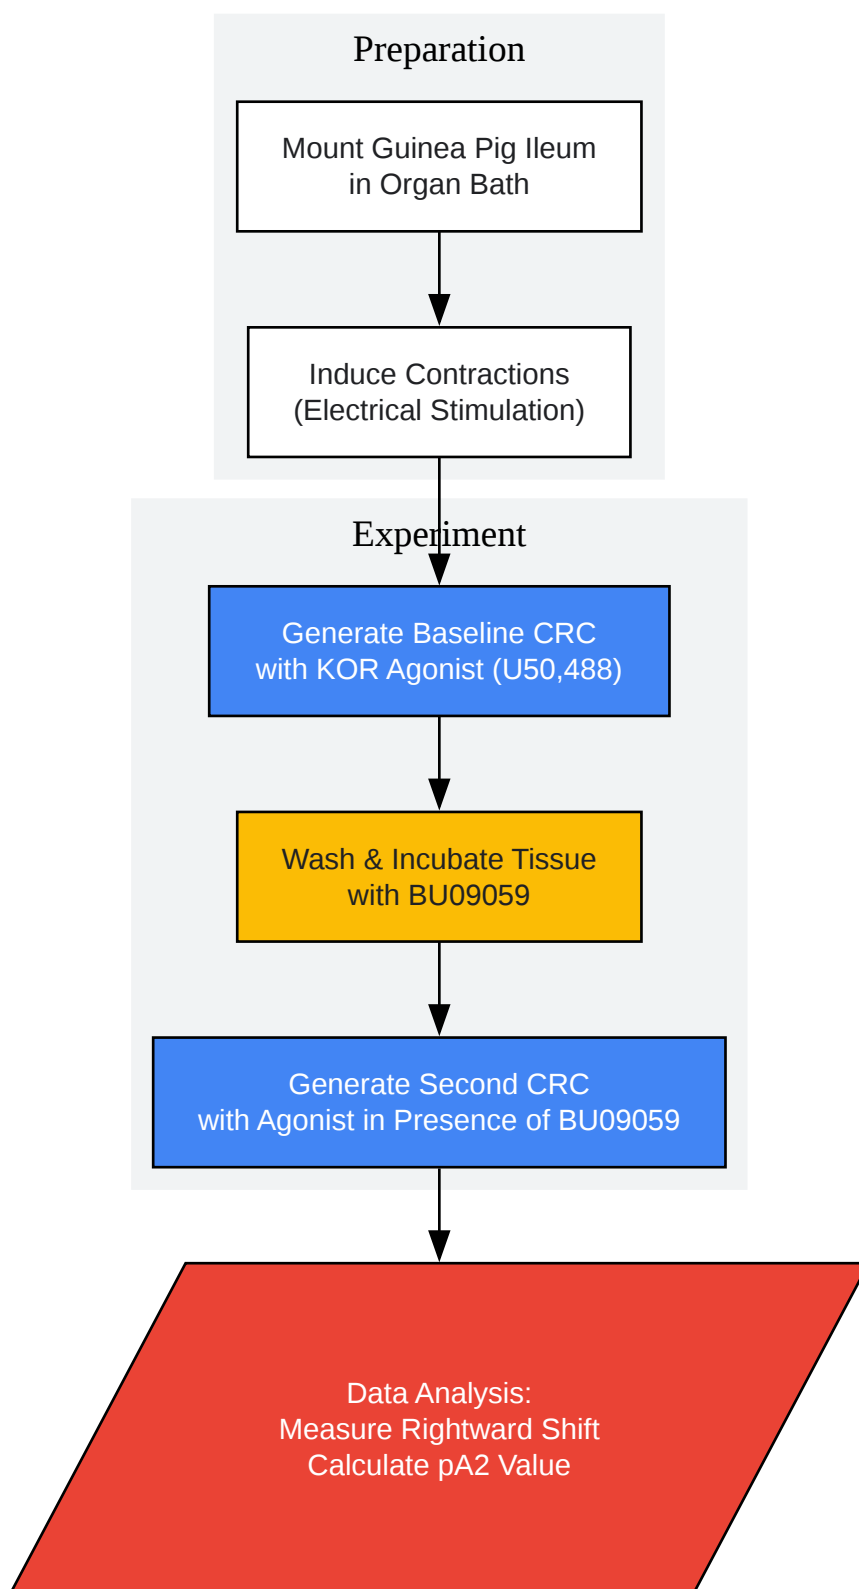 Preparation
Mount Guinea Pig Ileum
in Organ Bath
Induce Contractions
(Electrical Stimulation)
Experiment
Generate Baseline CRC
with KOR Agonist (U50,488)
Wash & Incubate Tissue
with BU09059
Generate Second CRC
with Agonist in Presence of BU09059
Data Analysis:
Measure Rightward Shift
Calculate pA2 Value